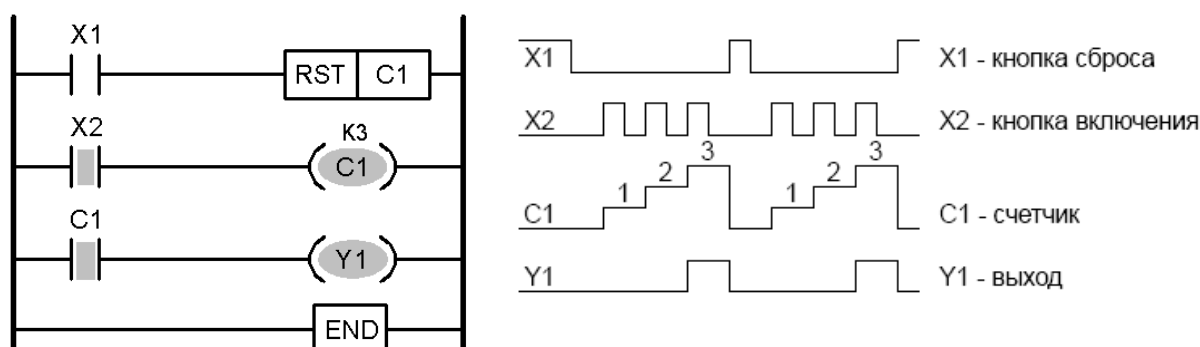 X1
RST C1
X2
K3
C1
C1
Y1
END
X1
X1 - кнопка сброса
X2
X2 - кнопка включения
1 2 3 1 2 3
C1
C1 - счетчик
Y1
Y1 - выход